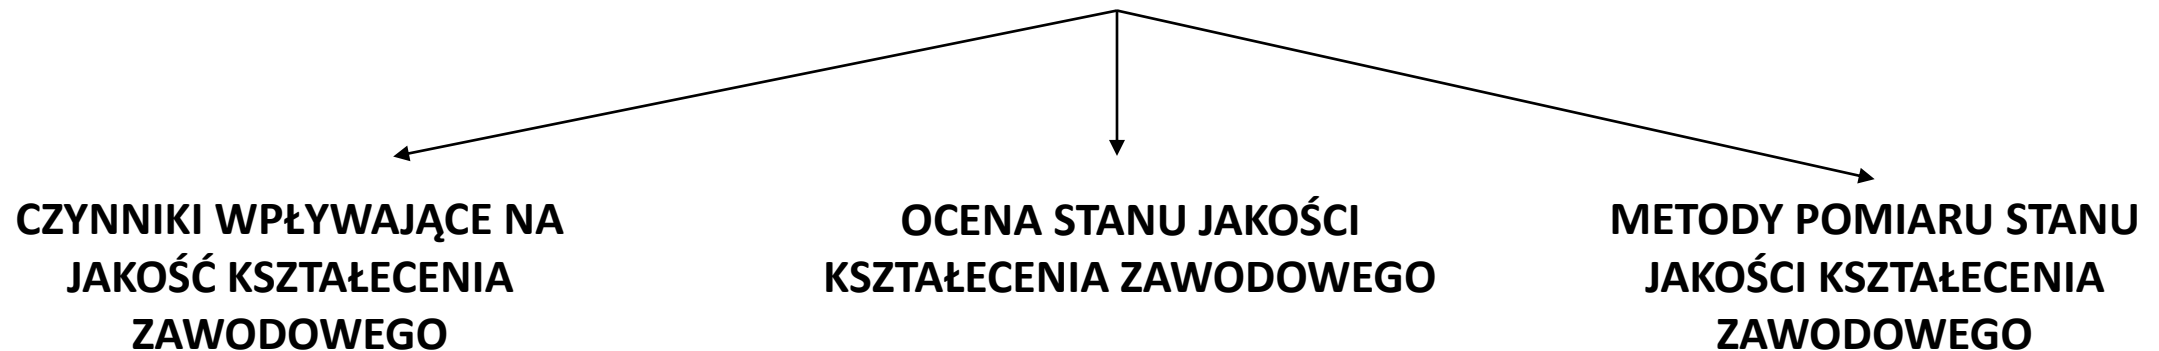 CZYNNIKI WPŁYWAJĄCE NA
JAKOŚĆ KSZTAŁECENIA
ZAWODOWEGO
OCENA STANU JAKOŚCI
KSZTAŁECENIA ZAWODOWEGO
METODY POMIARU STANU
JAKOŚCI KSZTAŁECENIA
ZAWODOWEGO